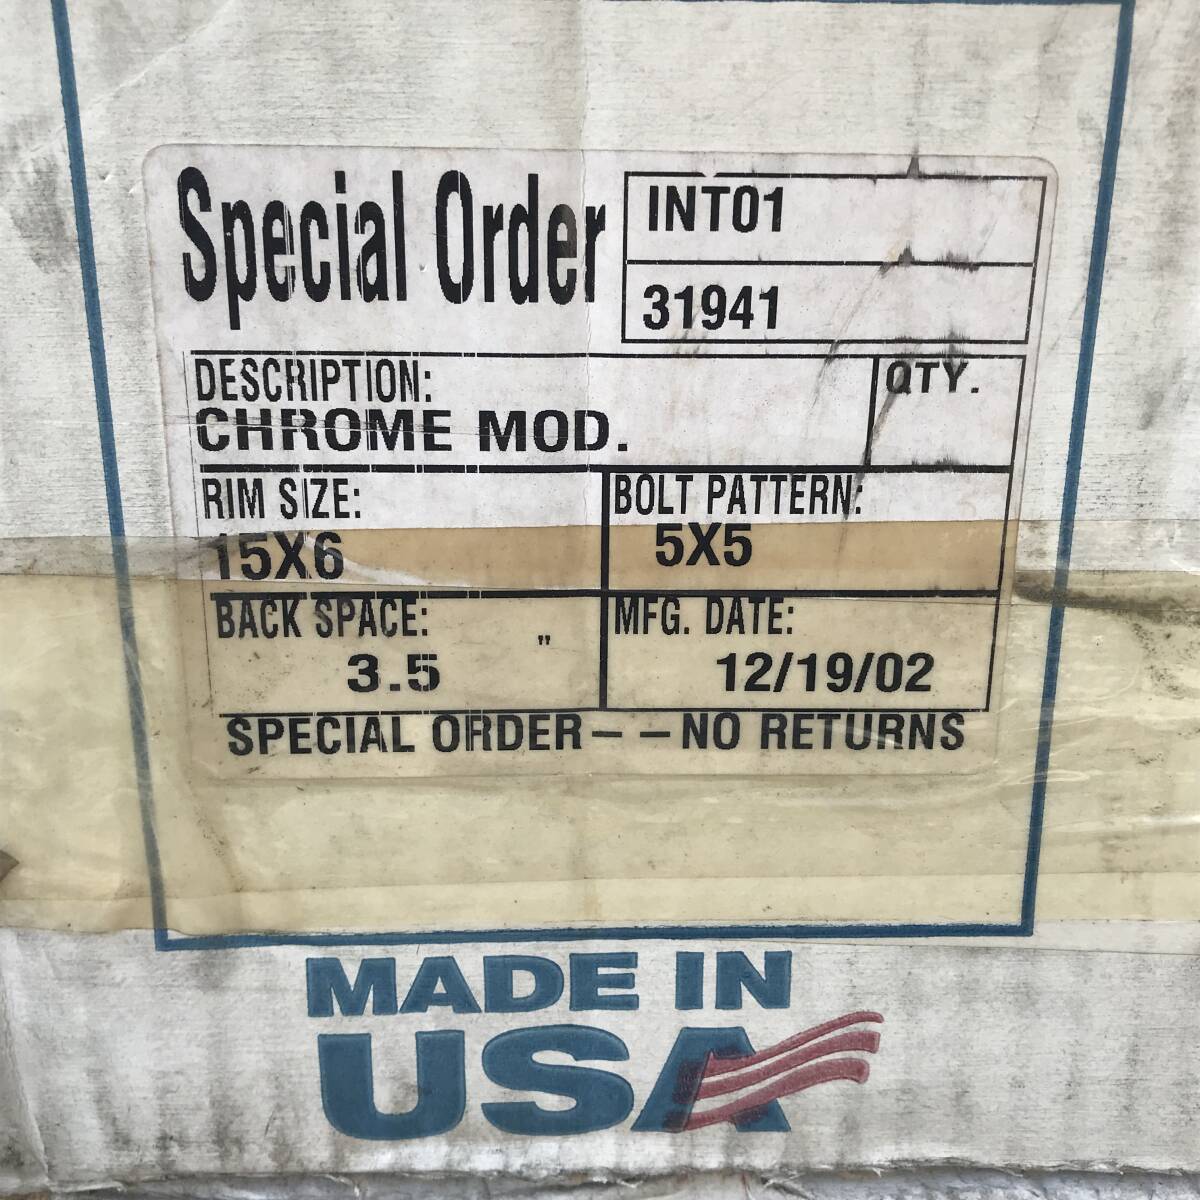 Special Order
INT01
31941
DESCRIPTION:
CHROME MOD.
QTY.
RIM SIZE:
15X6
BOLT PATTERN:
5X5
BACK SPACE:
3.5 "
MFG. DATE:
12/19/02
SPECIAL ORDER--NO RETURNS
MADE IN
USA